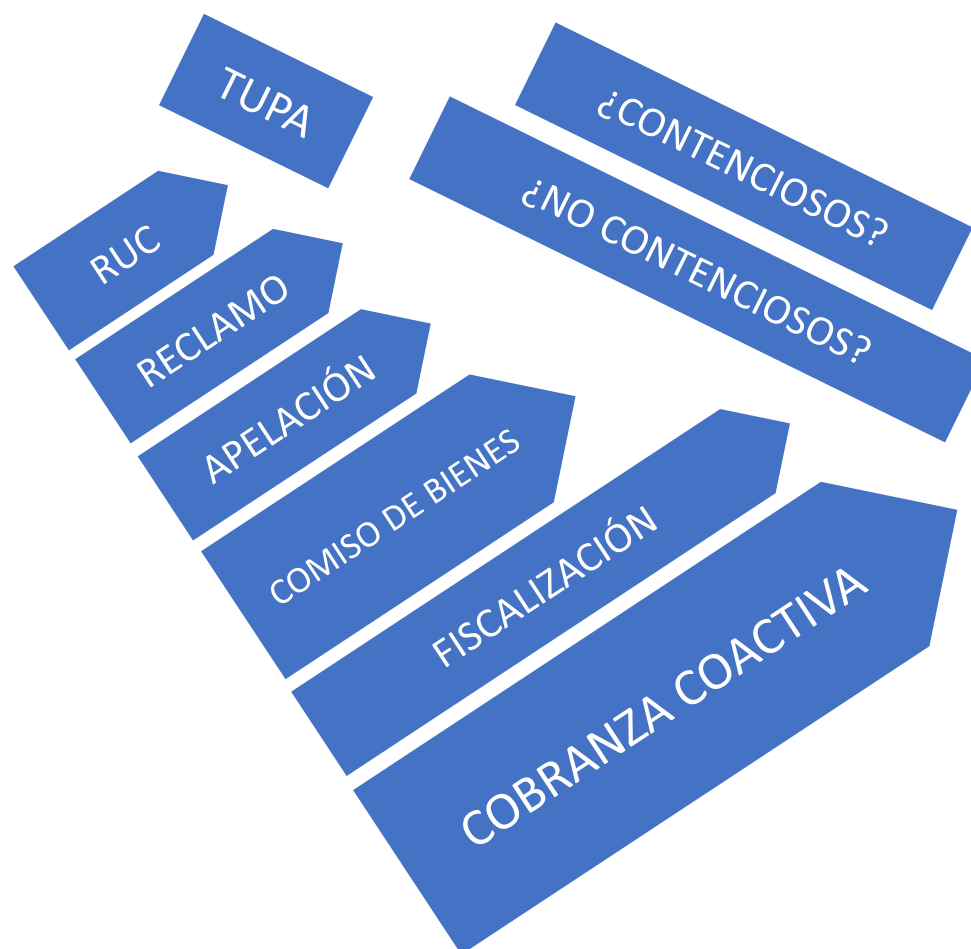 TUPA
¿CONTENCIOSOS?
¿NO CONTENCIOSOS?
RUC
RECLAMO
APELACIÓN
COMISO DE BIENES
FISCALIZACIÓN
COBRANZA COACTIVA